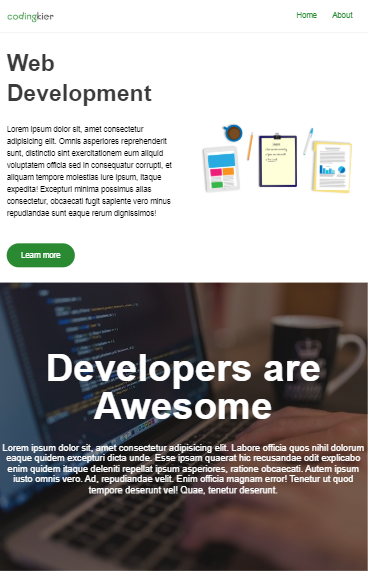 codingkier
Home
About
Web
Development
Lorem ipsum dolor sit, amet consectetur
adipisicing elit. Omnis asperiores reprehenderit
sunt, distinctio sint exercitationem eum aliquid
voluptatem officia sed in consequatur corrupti, et
aliquam tempore molestias iure ipsum, itaque
expedita! Excepturi minima possimus alias
consectetur, obcaecati fugit sapiente vero minus
repudiandae sunt eaque rerum dignissimos!
Learn more
Developers are
Awesome
Lorem ipsum dolor sit, amet consectetur adipisicing elit. Labore officia quos nihil dolorum
eaque quidem excepturi dicta unde. Esse ipsam quaerat hic recusandae odit explicabo
enim quidem itaque deleniti repellat ipsum asperiores, ratione obcaecati. Autem ipsum
iusto omnis vero. Ad, repudiandae velit. Enim officia magnam error! Tenetur ut quod
tempore deserunt vel! Quae, tenetur deserunt.